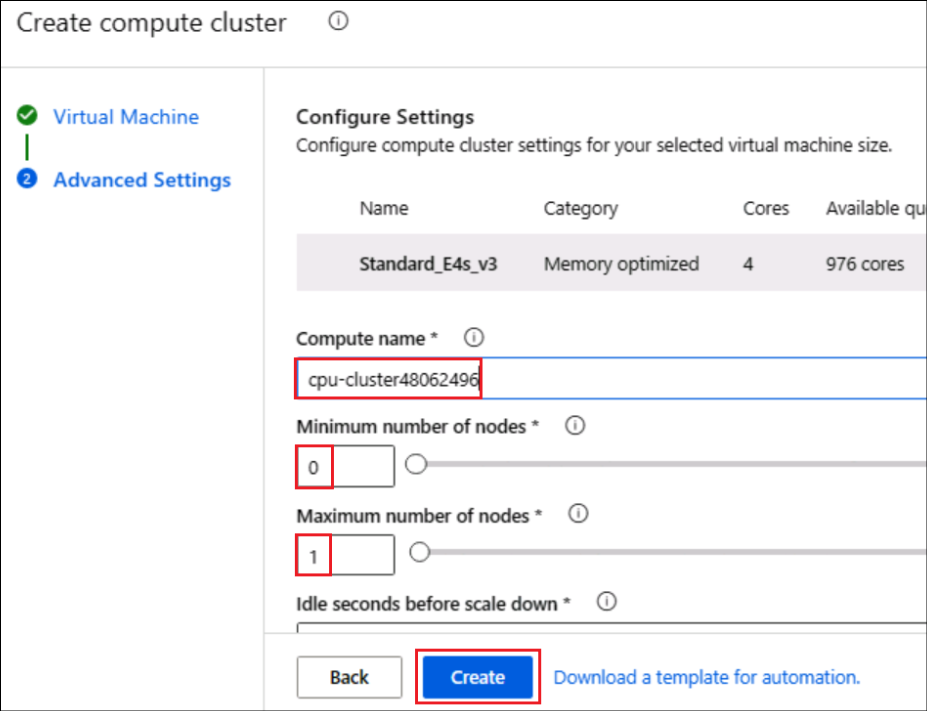 Create compute cluster
Virtual Machine
2 Advanced Settings
Configure Settings
Configure compute cluster settings for your selected virtual machine size.
Name Category Cores Available qu
Standard_E4s_v3 Memory optimized 4 976 cores
Compute name *
cpu-cluster48062496
Minimum number of nodes *
0
Maximum number of nodes *
1
Idle seconds before scale down *
Back Create Download a template for automation.